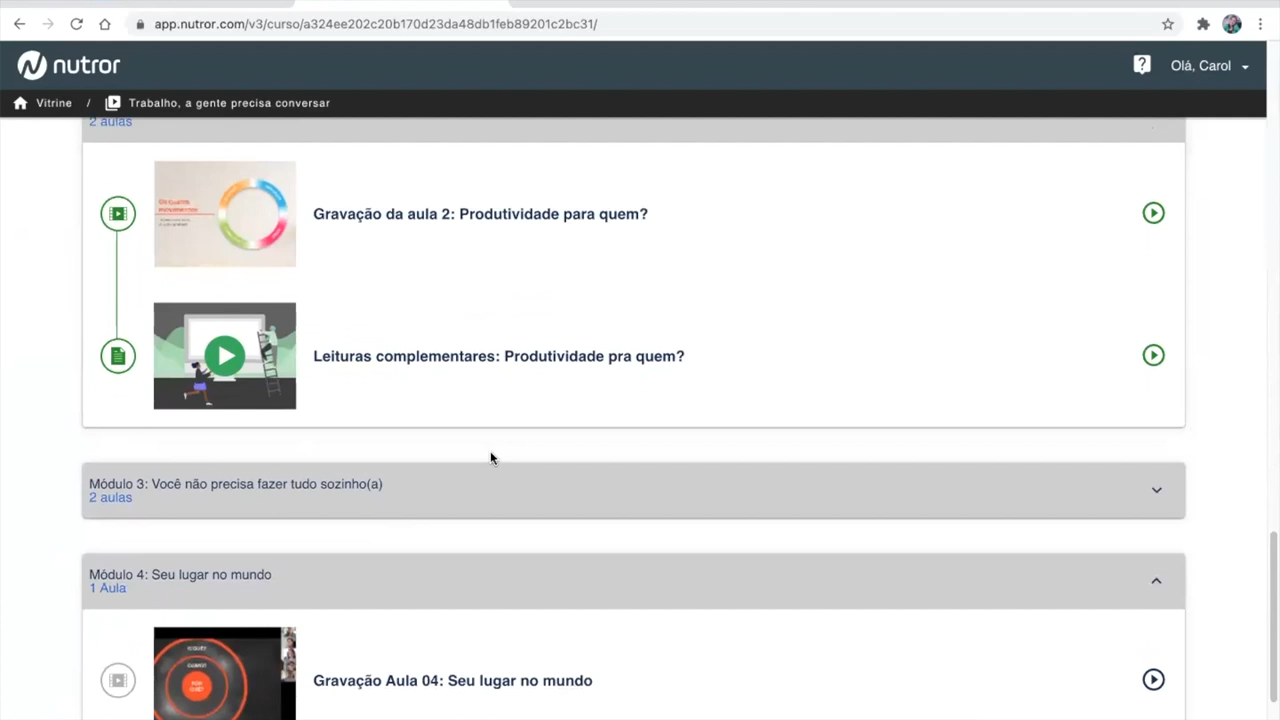 app.nutror.com/v3/curso/a324ee202c20b170d23da48db1feb89201c2bc31/
nutror
Olá, Carol
Vitrine / Trabalho, a gente precisa conversar
2 aulas
Gravação da aula 2: Produtividade para quem?
Leituras complementares: Produtividade pra quem?
Módulo 3: Você não precisa fazer tudo sozinho(a)
2 aulas
Módulo 4: Seu lugar no mundo
1 Aula
Gravação Aula 04: Seu lugar no mundo